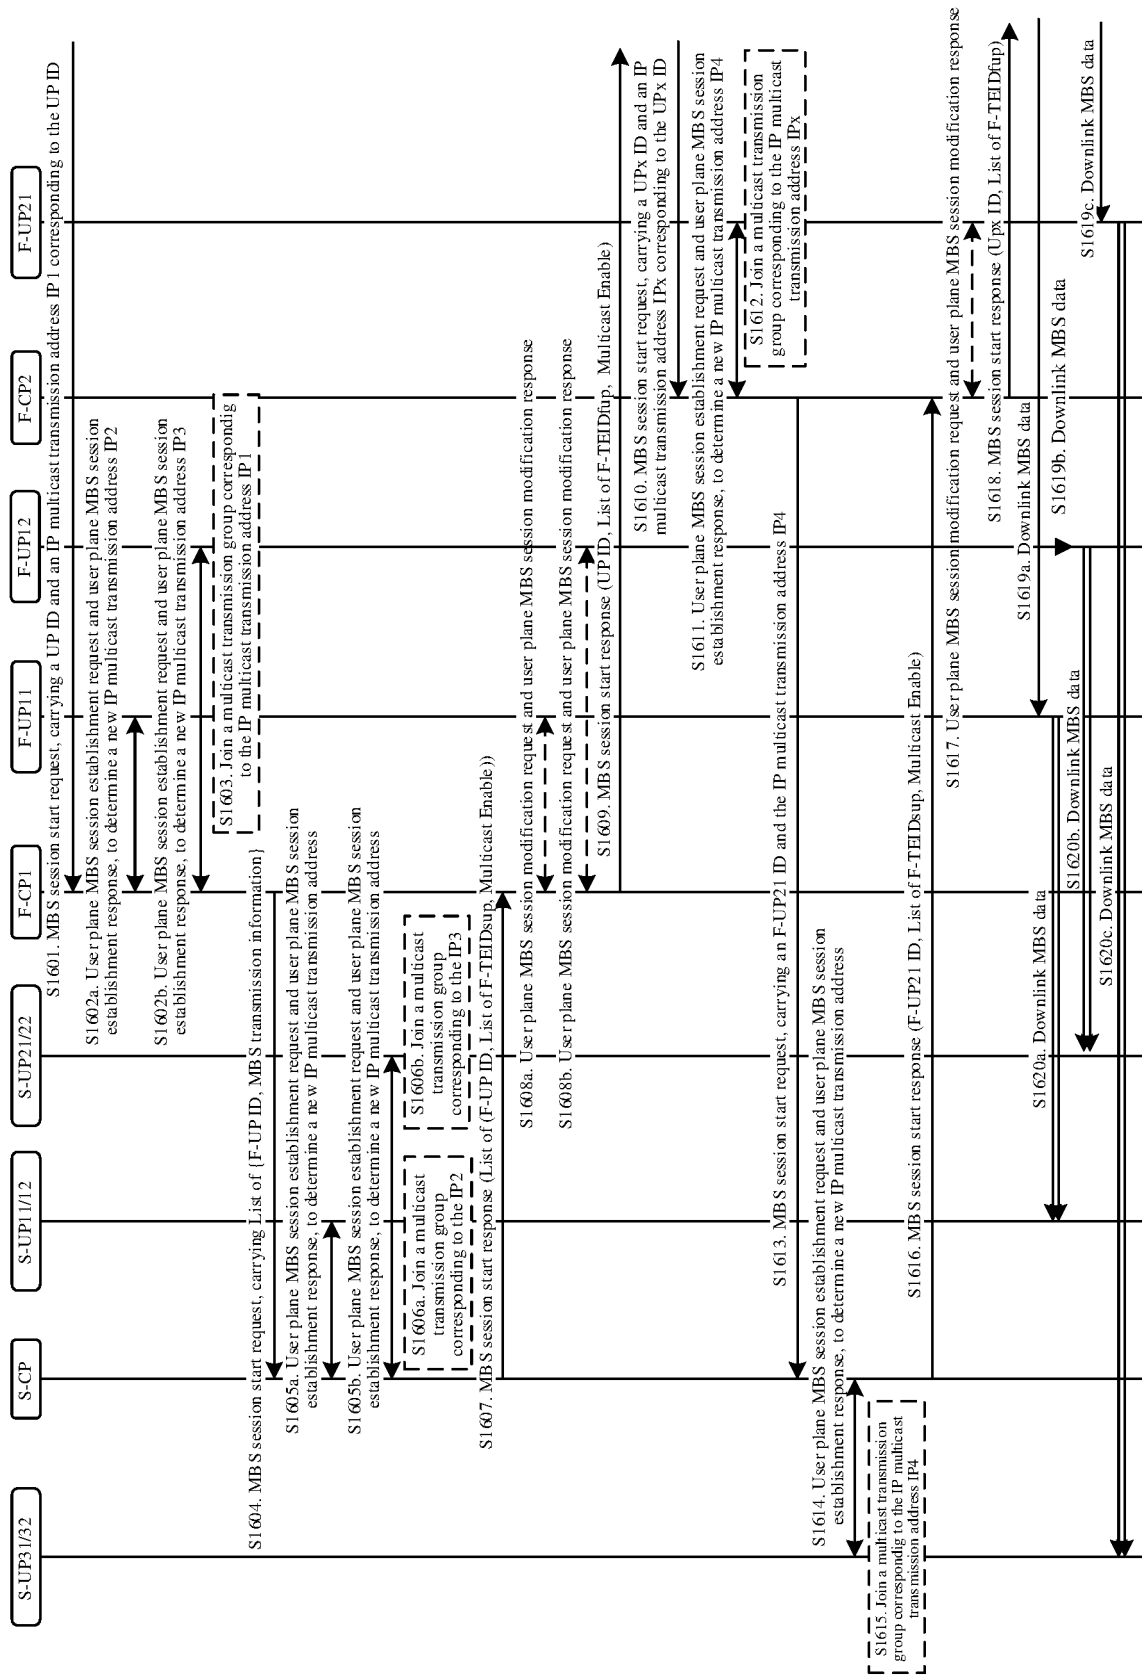 S-UP31/32
S-CP
S-UP11/12
S-UP21/22
F-CP1
F-UP11
F-UP12
F-CP2
F-UP21
S1601. MBS session start request, carrying a UP ID and an IP multicast transmission address IP1 corresponding to the UP ID
S1602a. User plane MBS session establishment request and user plane MBS session
establishment response, to determine a new IP multicast transmission address IP2
S1602b. User plane MBS session establishment request and user plane MBS session
establishment response, to determine a new IP multicast transmission address IP3
S1603. Join a multicast transmission group correspondig
to the IP multicast transmission address IP1
S1604. MBS session start request, carrying List of {F-UP ID, MBS transmission information}
S1605a. User plane MBS session establishment request and user plane MBS session
establishment response, to determine a new IP multicast transmission address
S1605b. User plane MBS session establishment request and user plane MBS session
establishment response, to determine a new IP multicast transmission address
S1606a. Join a multicast
transmission group
corresponding to the IP2
S1606b. Join a multicast
transmission group
corresponding to the IP3
S1607. MBS session start response (List of (F-UP ID, List of F-TEIDsup, Multicast Enable))
S1608a. User plane MBS session modification request and user plane MBS session modification response
S1608b. User plane MBS session modification request and user plane MBS session modification response
S1609. MBS session start response (UP ID, List of F-TEIDfup, Multicast Enable)
S1610. MBS session start request, carrying a UPx ID and an IP
multicast transmission address IPx corresponding to the UPx ID
S1611. User plane MBS session establishment request and user plane MBS session
establishment response, to determine a new IP multicast transmission address IP4
S1612. Join a multicast transmission
group corresponding to the IP multicast
transmission address IPx
S1613. MBS session start request, carrying an F-UP21 ID and the IP multicast transmission address IP4
S1614. User plane MBS session establishment request and user plane MBS session
establishment response, to determine a new IP multicast transmission address
S1615. Join a multicast transmission
group correspondig to the IP multicast
transmission address IP4
S1616. MBS session start response (F-UP21 ID, List of F-TEIDsup, Multicast Enable)
S1617. User plane MBS session modification request and user plane MBS session modification response
S1618. MBS session start response (Upx ID, List of F-TEIDfup)
S1619a. Downlink MBS data
S1619b. Downlink MBS data
S1619c. Downlink MBS data
S1620a. Downlink MBS data
S1620b. Downlink MBS data
S1620c. Downlink MBS data